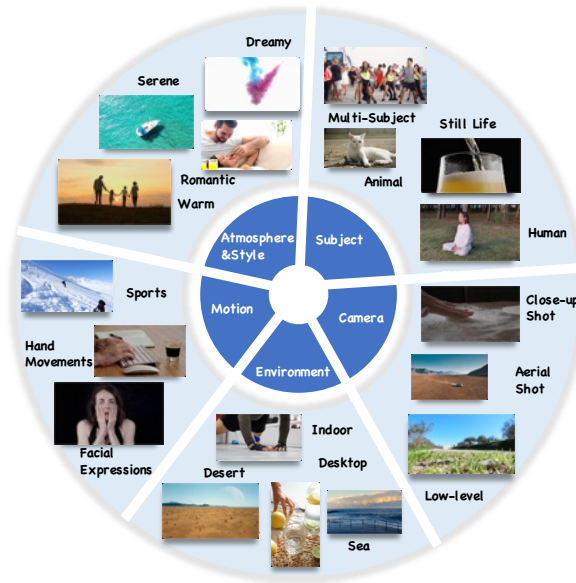 Dreamy
Serene
Romantic
Warm
Multi-Subject
Still Life
Animal
Human
Atmosphere
&Style
Subject
Motion
Camera
Environment
Sports
Hand
Movements
Facial
Expressions
Close-up
Shot
Aerial
Shot
Low-level
Indoor
Desktop
Desert
Sea